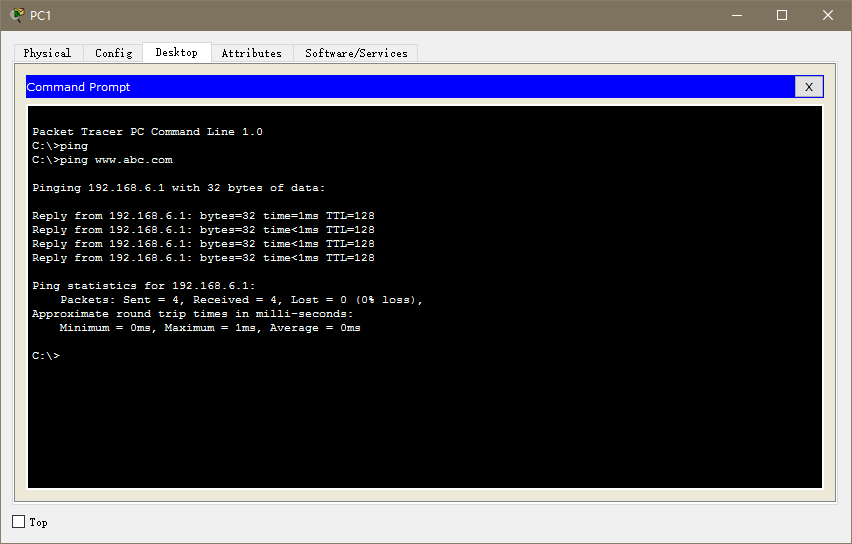 PC1
Physical Config Desktop Attributes Software/Services
Command Prompt X
Packet Tracer PC Command Line 1.0
C:\>ping
C:\>ping www.abc.com
Pinging 192.168.6.1 with 32 bytes of data:
Reply from 192.168.6.1: bytes=32 time=1ms TTL=128
Reply from 192.168.6.1: bytes=32 time<1ms TTL=128
Reply from 192.168.6.1: bytes=32 time<1ms TTL=128
Reply from 192.168.6.1: bytes=32 time<1ms TTL=128
Ping statistics for 192.168.6.1:
Packets: Sent = 4, Received = 4, Lost = 0 (0% loss),
Approximate round trip times in milli-seconds:
Minimum = 0ms, Maximum = 1ms, Average = 0ms
C:\>
Top